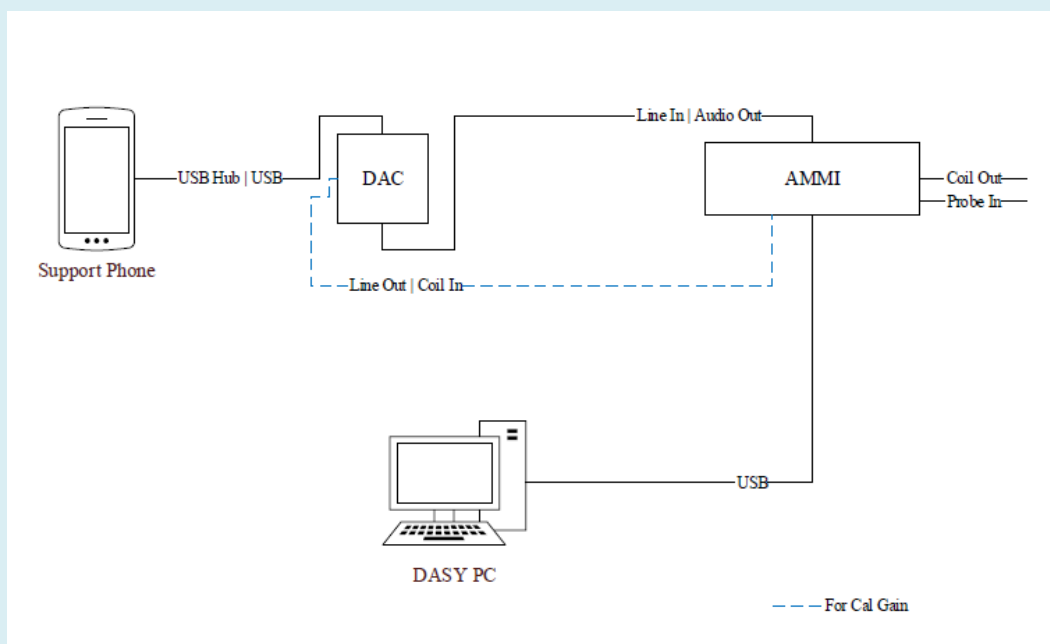 Line In | Audio Out
USB Hub | USB
DAC
AMMI
Coil Out
Probe In
Support Phone
Line Out | Coil In
USB
DASY PC
For Cal Gain